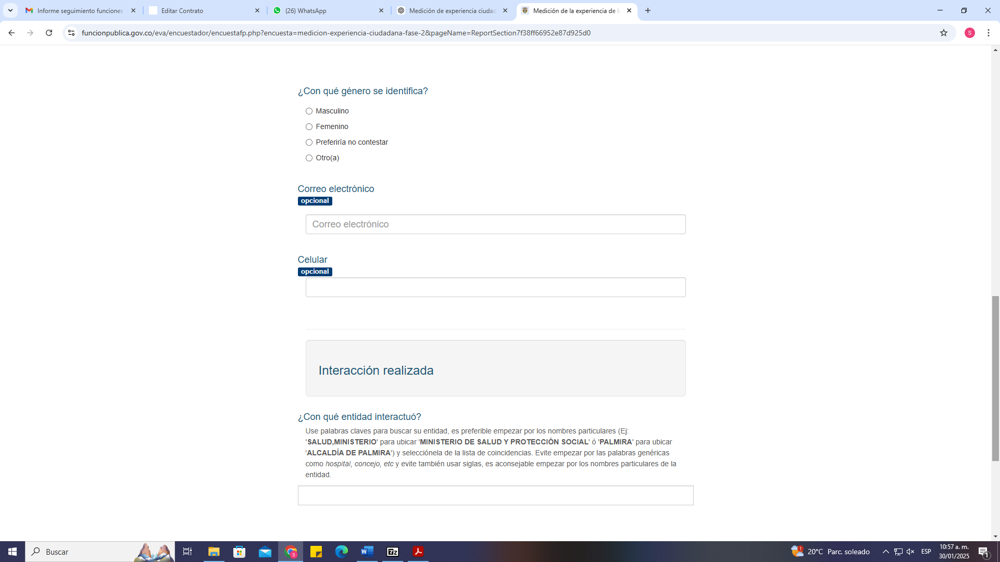 Informe seguimiento funciones
Editar Contrato
(26) WhatsApp
Medición de experiencia ciudad
Medición de la experiencia de l
funcionpublica.gov.co/eva/encuestador/encuestafp.php?encuesta=medicion-experiencia-ciudadana-fase-2&pageName=ReportSection7f38ff66952e87d925d0
S
¿Con qué género se identifica?
Masculino
Femenino
Preferiría no contestar
Otro(a)
Correo electrónico
opcional
Correo electrónico
Celular
opcional
Interacción realizada
¿Con qué entidad interactuó?
Use palabras claves para buscar su entidad, es preferible empezar por los nombres particulares (Ej:
'SALUD,MINISTERIO' para ubicar 'MINISTERIO DE SALUD Y PROTECCIÓN SOCIAL' ó 'PALMIRA' para ubicar
'ALCALDÍA DE PALMIRA') y selecciónela de la lista de coincidencias. Evite empezar por las palabras genéricas
como hospital, concejo, etc y evite también usar siglas, es aconsejable empezar por los nombres particulares de la
entidad.
Buscar
S
W
7z
1
20°C Parc. soleado
ESP
10:57 a. m.
30/01/2025
1